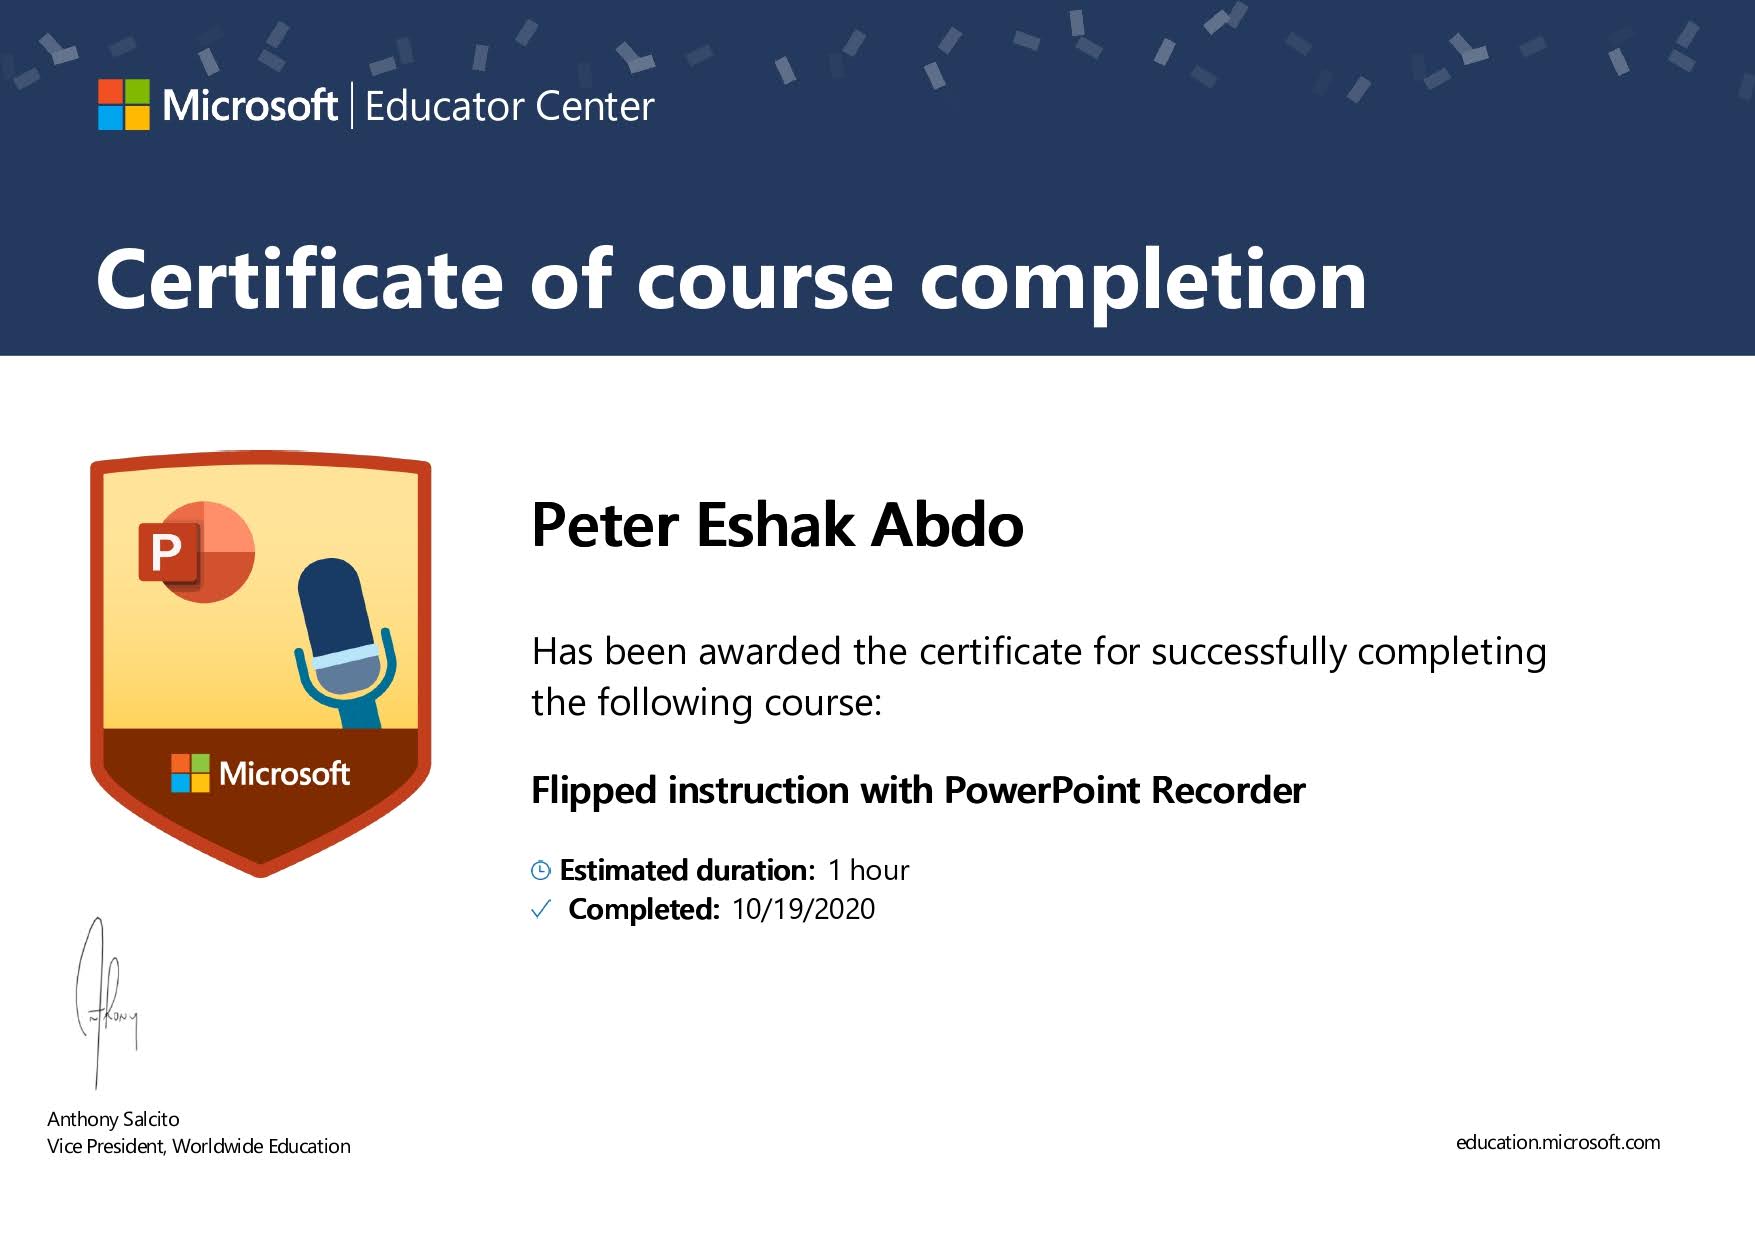 Microsoft | Educator Center
Certificate of course completion
P
Microsoft
Peter Eshak Abdo
Has been awarded the certificate for successfully completing
the following course:
Flipped instruction with PowerPoint Recorder
Estimated duration: 1 hour
Completed: 10/19/2020
Anthony
Anthony Salcito
Vice President, Worldwide Education
education.microsoft.com